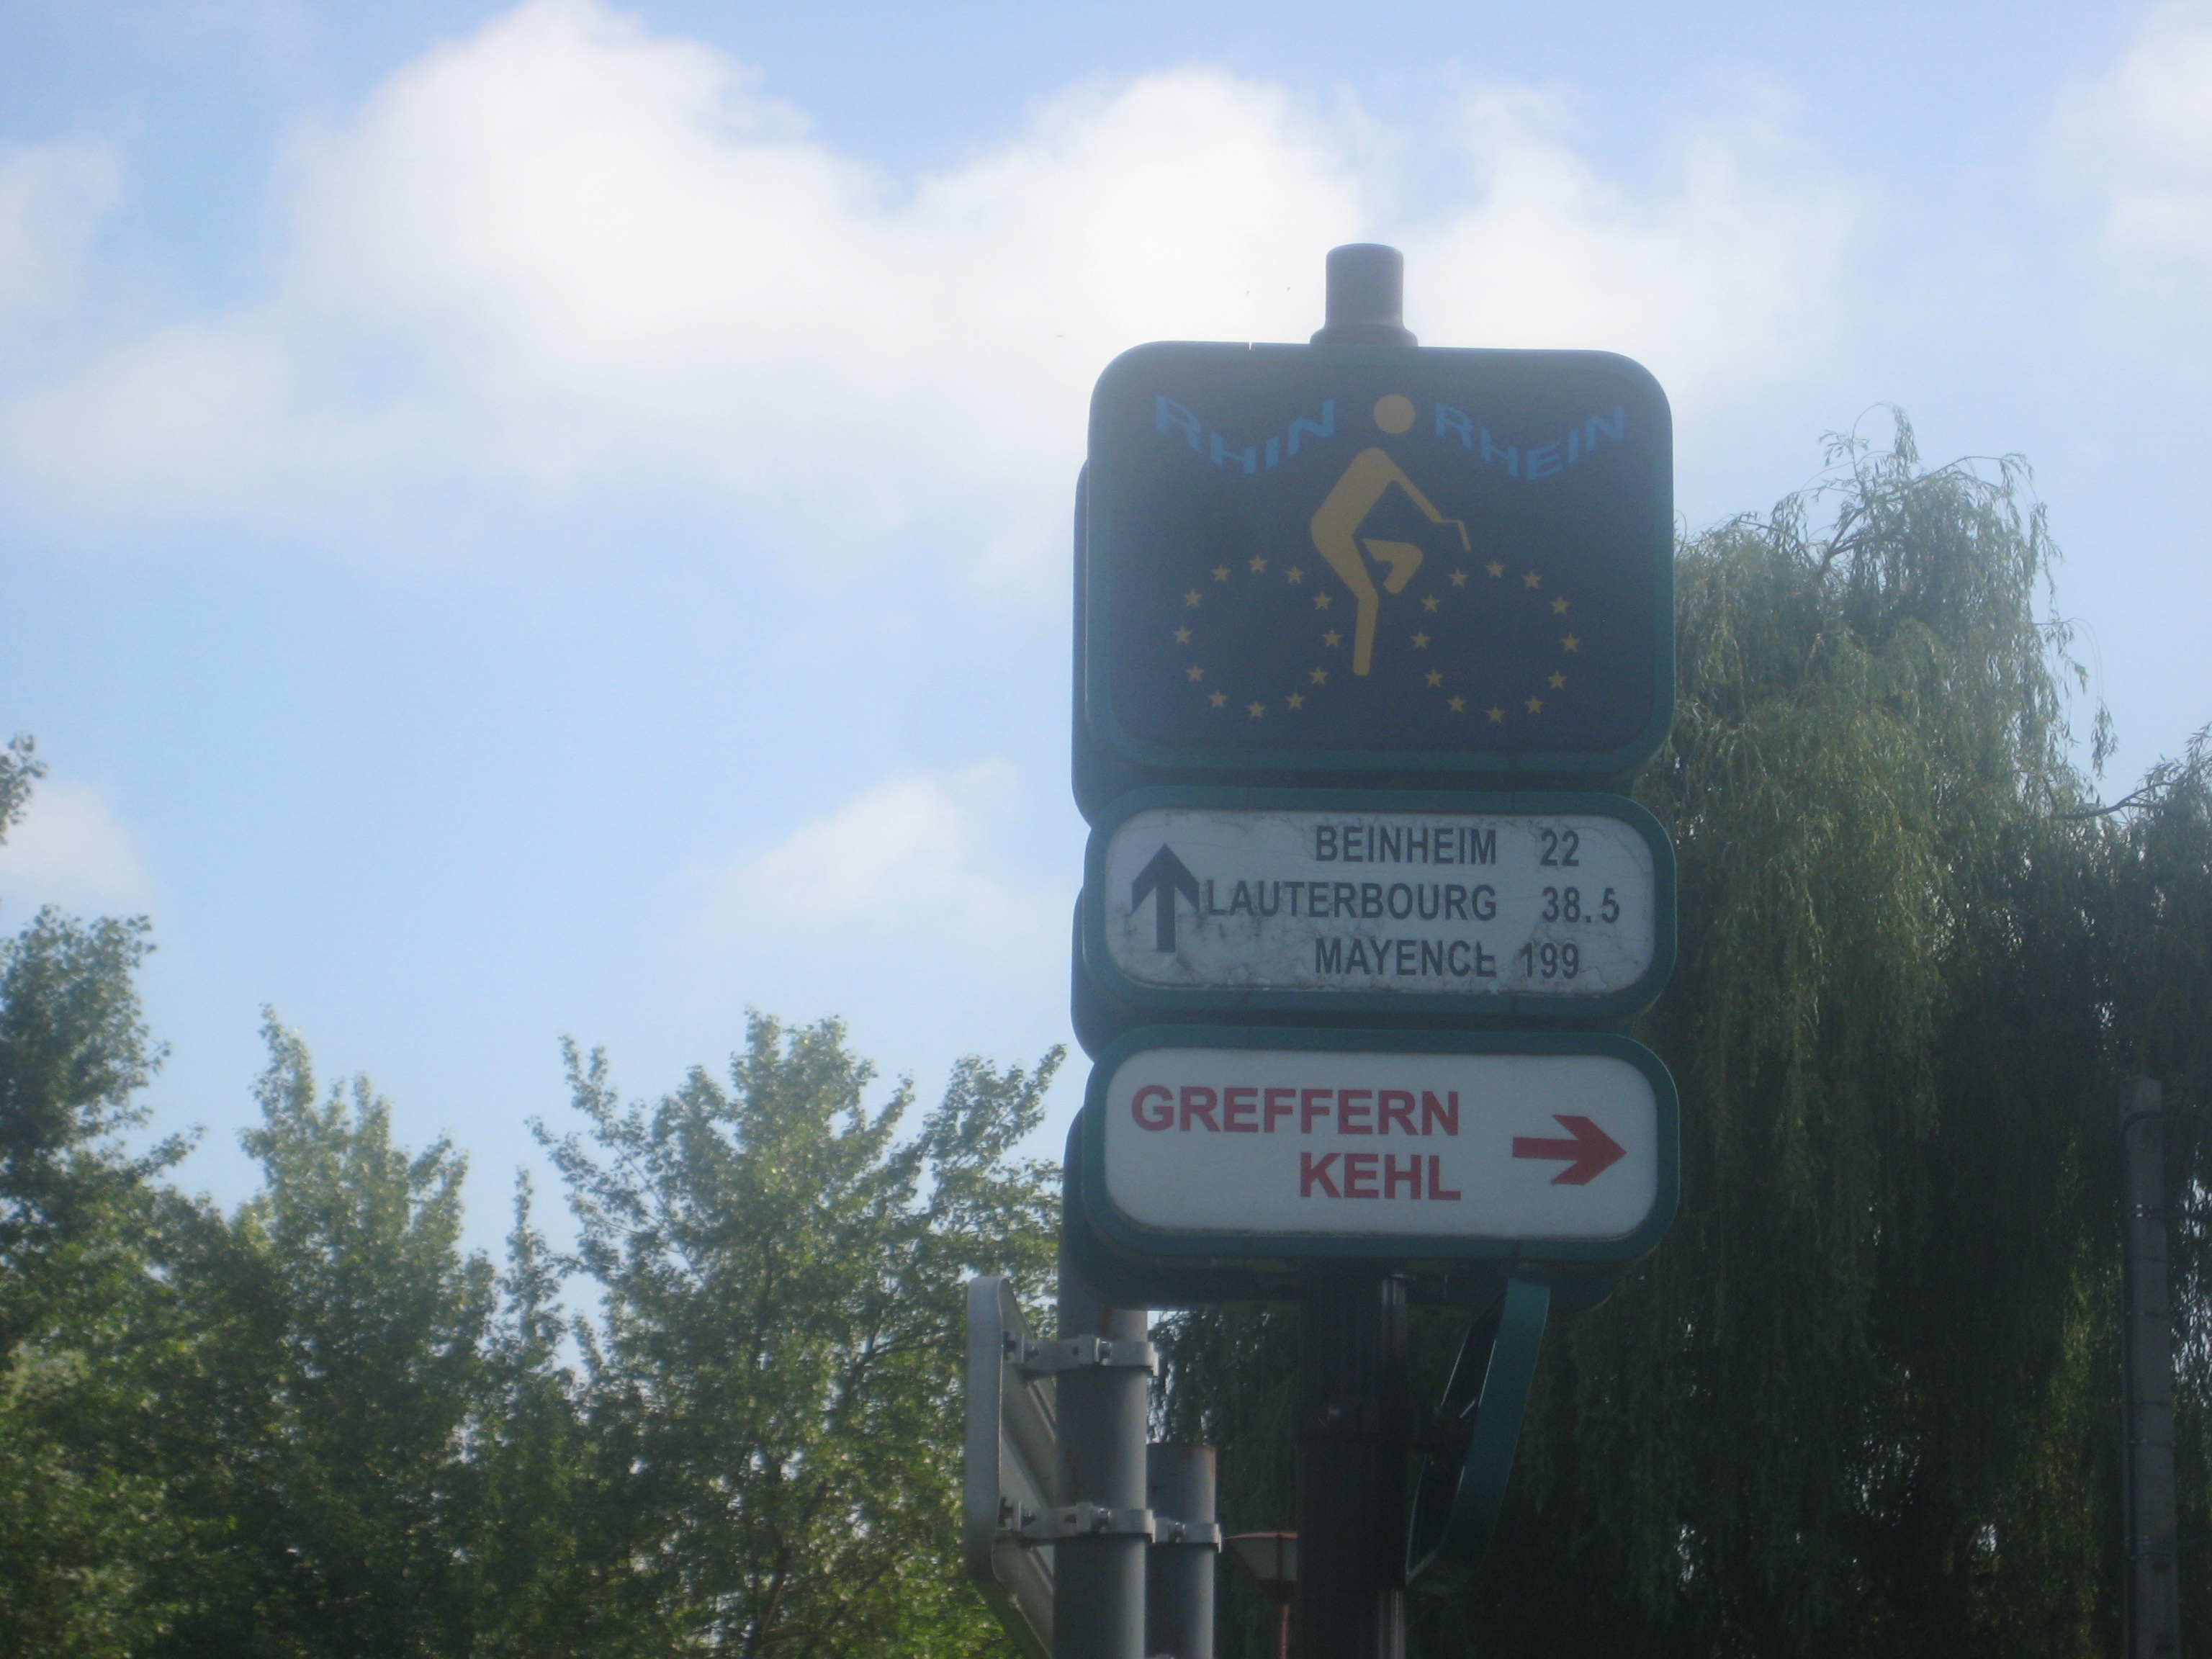 RHIN RHEIN
BEINHEIM 22
LAUTERBOURG 38.5
MAYENCE 199
GREFFERN
KEHL